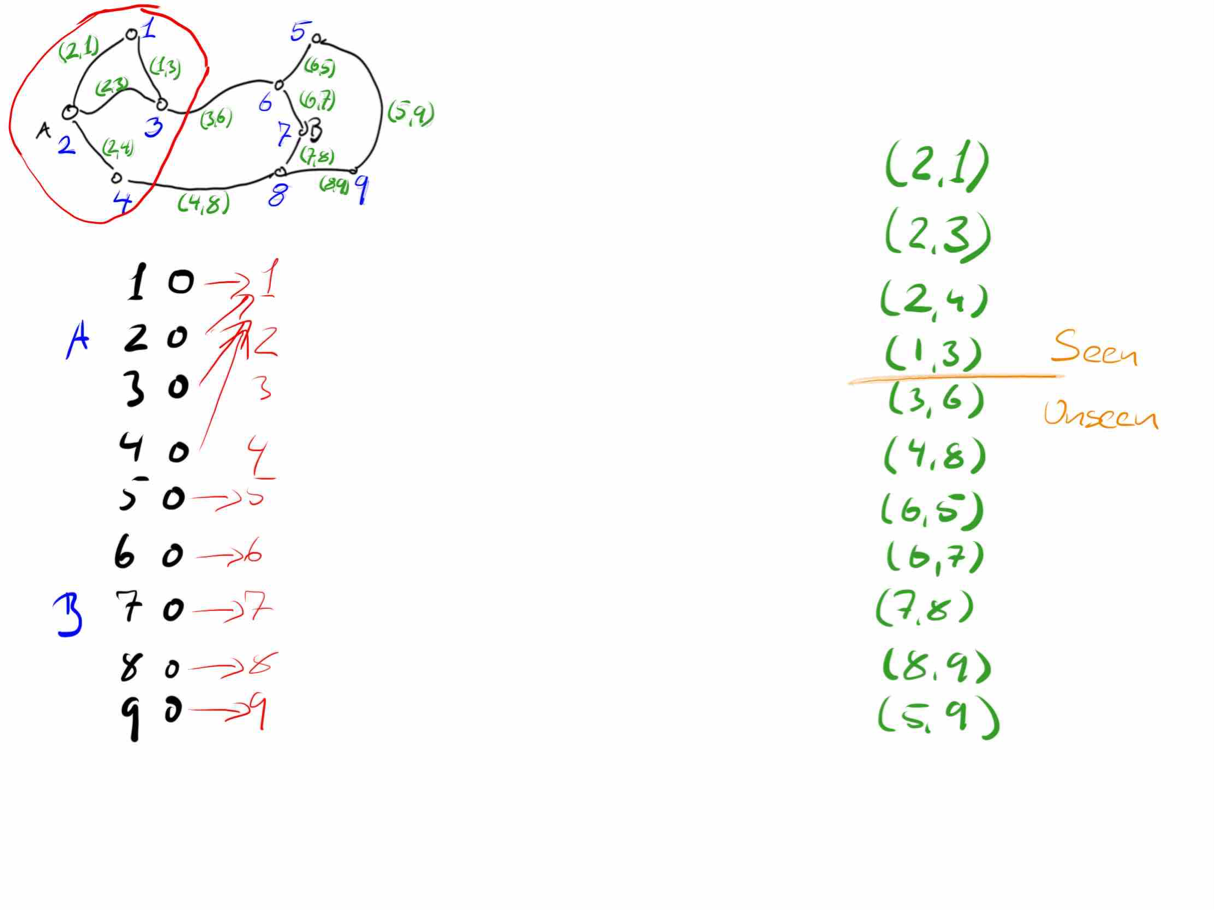 1
5
(2,1)
(1,3)
(6,5)
(2,3)
6
(6,7)
(5,9)
A
3
(3,6)
7
B
2
(2,4)
(7,8)
(8,9)
4
(4,8)
8
9
1 0 → 1
A 2 0 2
3 0 3
4 0 4
5 0 → 5
6 0 → 6
B 7 0 → 7
8 0 → 8
9 0 → 9
(2,1)
(2,3)
(2,4)
(1,3)
Seen
Unseen
(3,6)
(4,8)
(6,5)
(6,7)
(7,8)
(8,9)
(5,9)